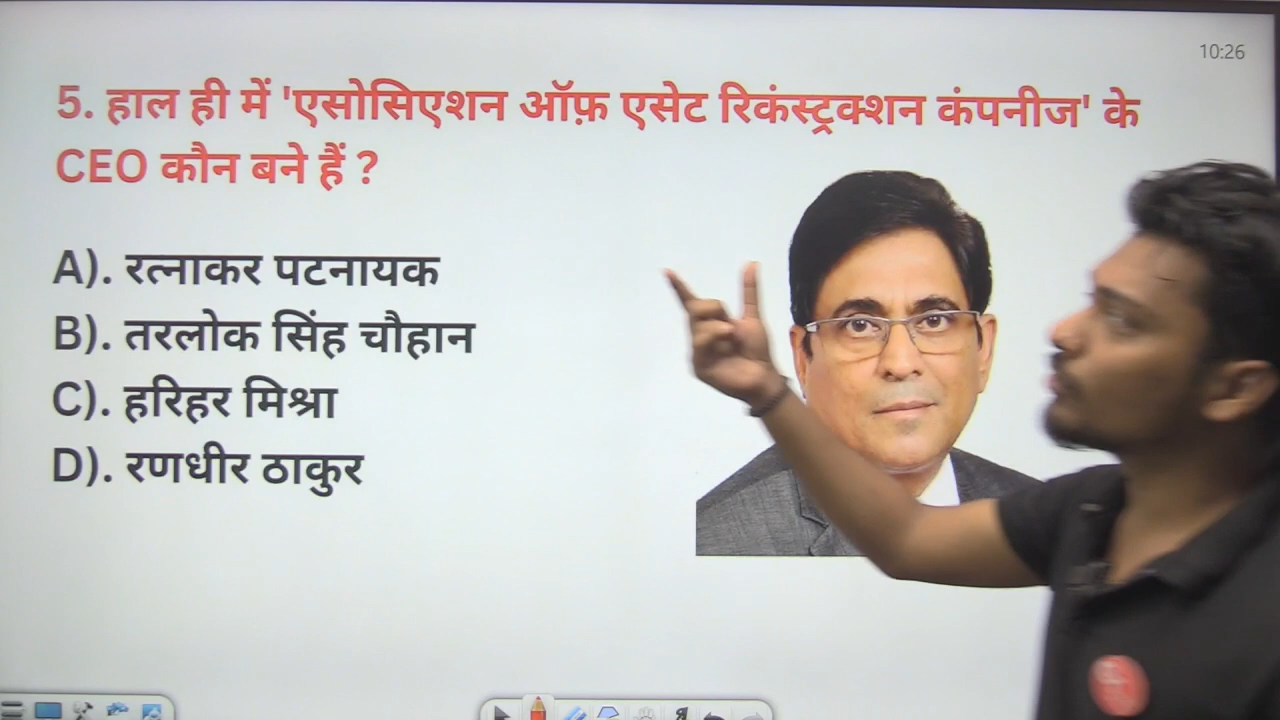 10:26
5. हाल ही में 'एसोसिएशन ऑफ़ एसेट रिकंस्ट्रक्शन कंपनीज' के
CEO कौन बने हैं ?
A). रत्नाकर पटनायक
B). तरलोक सिंह चौहान
C). हरिहर मिश्रा
D). रणधीर ठाकुर